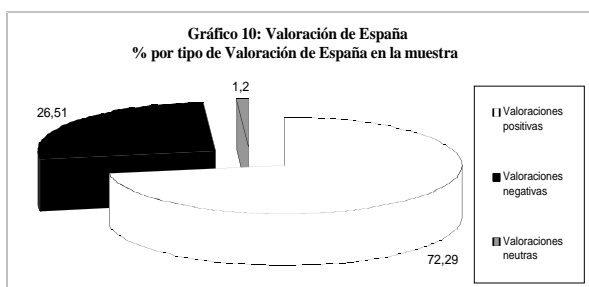 Gráfico 10: Valoración de España
% por tipo de Valoración de España en la muestra
1,2
26,51
72,29
Valoraciones
positivas
Valoraciones
negativas
Valoraciones
neutras